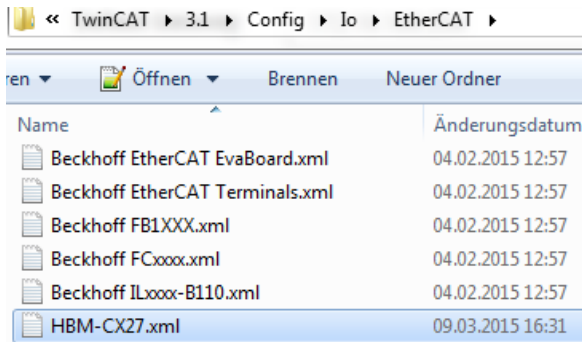 « TwinCAT ▸ 3.1 ▸ Config ▸ Io ▸ EtherCAT ▸
ren Öffnen Brennen Neuer Ordner
Name Änderungsdatum
Beckhoff EtherCAT EvaBoard.xml 04.02.2015 12:57
Beckhoff EtherCAT Terminals.xml 04.02.2015 12:57
Beckhoff FB1XXX.xml 04.02.2015 12:57
Beckhoff FCxxxx.xml 04.02.2015 12:57
Beckhoff ILxxxx-B110.xml 04.02.2015 12:57
HBM-CX27.xml 09.03.2015 16:31